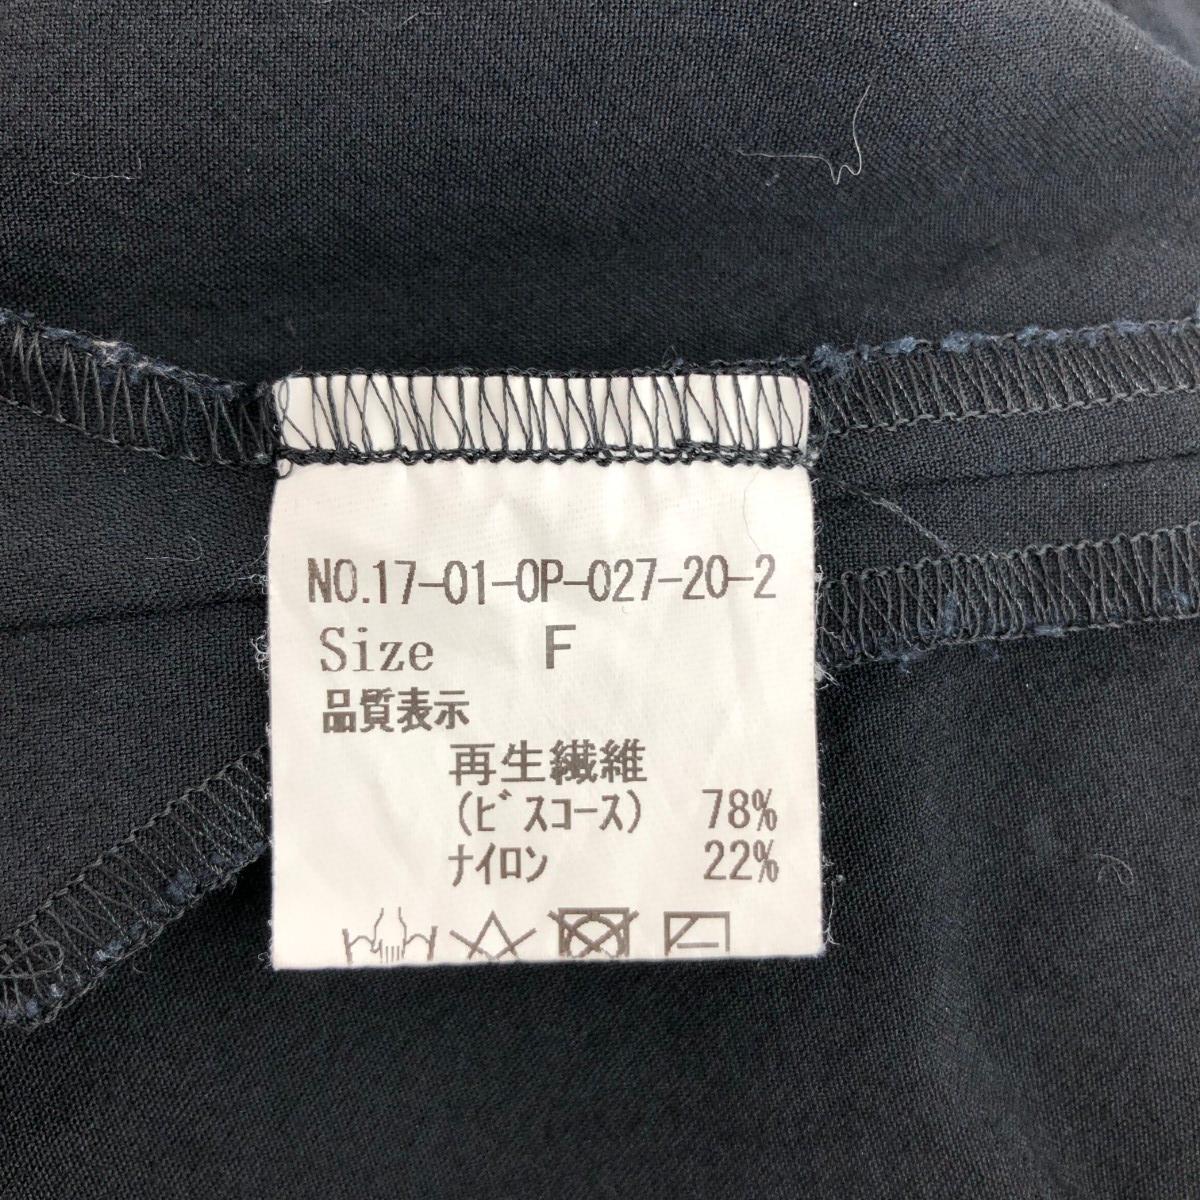 NO.17-01-OP-027-20-2
Size F
品質表示
再生繊維
(ビスコース) 78%
ナイロン 22%